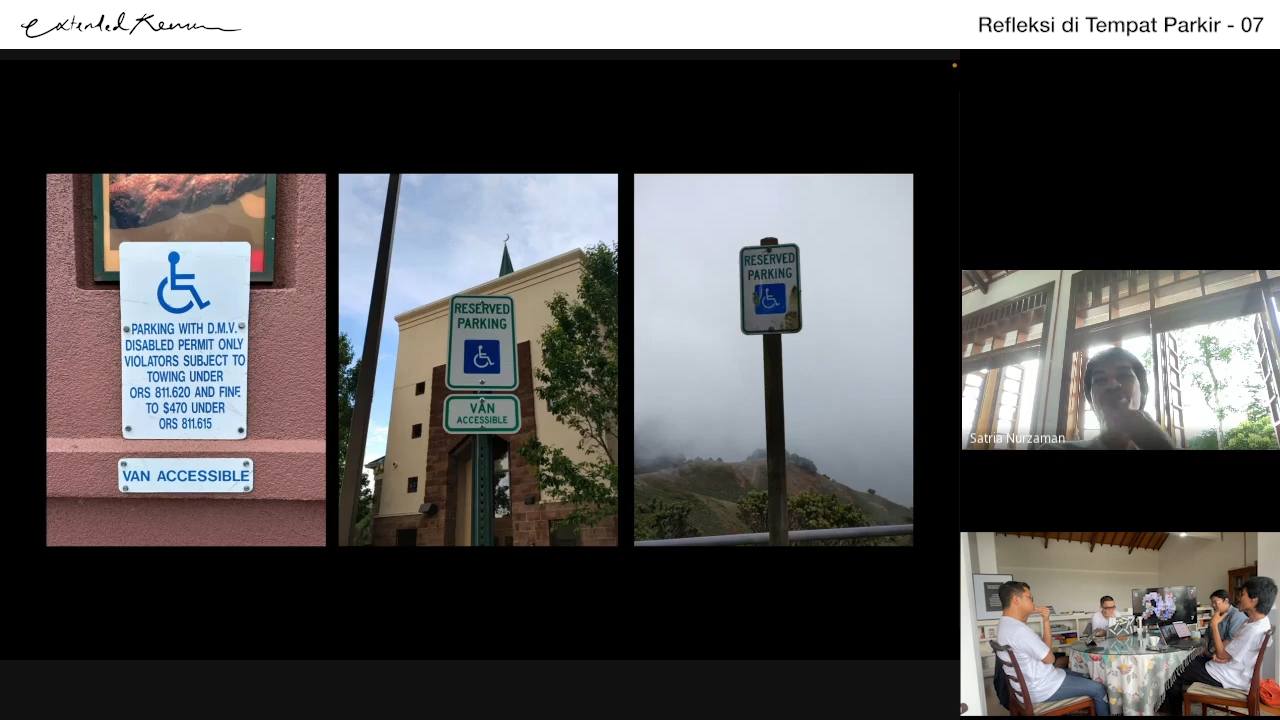 Extended Kenun
Refleksi di Tempat Parkir - 07
PARKING WITH D.M.V.
DISABLED PERMIT ONLY
VIOLATORS SUBJECT TO
TOWING UNDER
ORS 811.620 AND FINE
TO $470 UNDER
ORS 811.615
VAN ACCESSIBLE
RESERVED
PARKING
VAN
ACCESSIBLE
RESERVED
PARKING
Satria Nurzaman